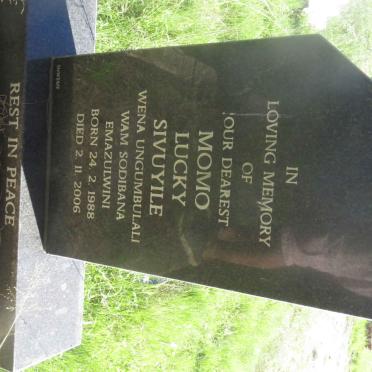 IN
LOVING MEMORY
OF
OUR DEAREST
MOMO
LUCKY
SIVUYILE
WENA UNGUMBULALI
WAM SODIBANA
EMAZULWINI
BORN 24. 2. 1988
DIED 2. 11. 2006
REST IN PEACE